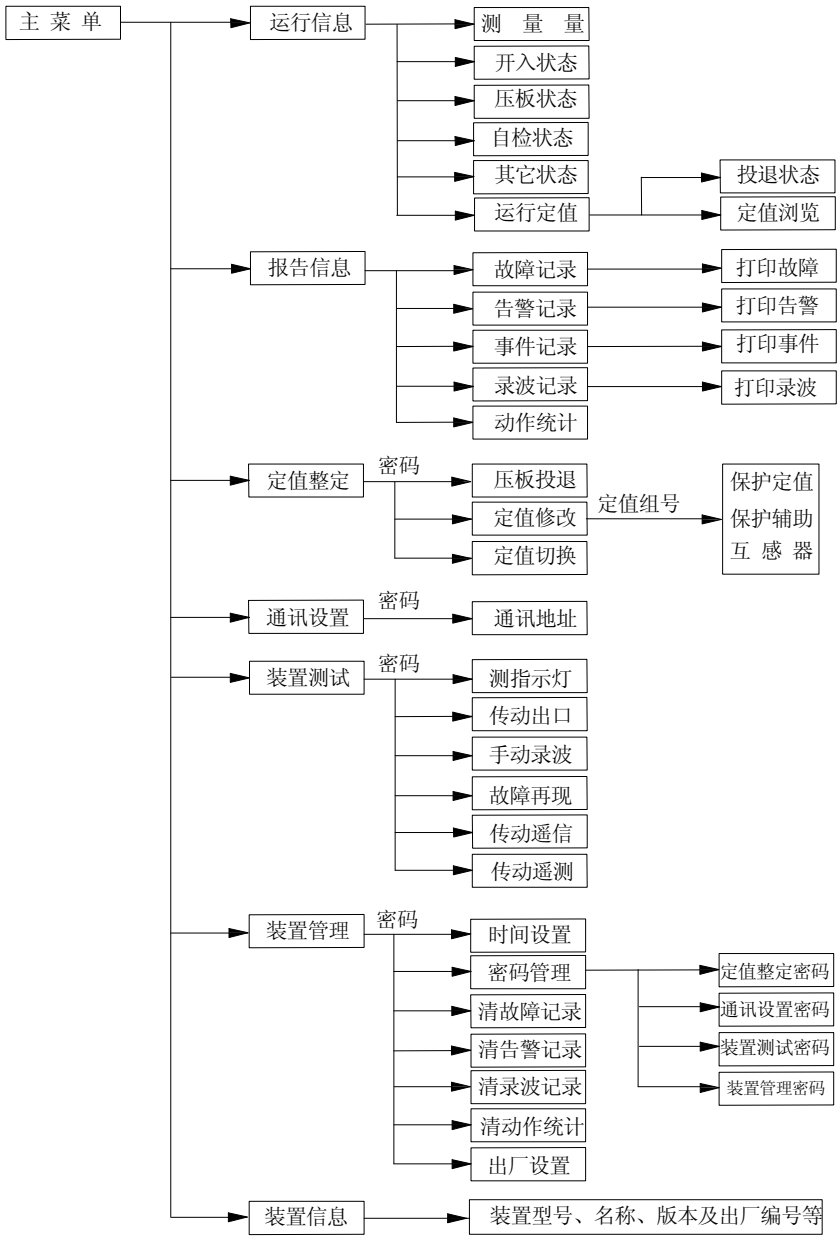 主 菜 单
运行信息
测 量 量
开入状态
压板状态
自检状态
其它状态
运行定值
投退状态
定值浏览
报告信息
故障记录
打印故障
告警记录
打印告警
事件记录
打印事件
录波记录
打印录波
动作统计
定值整定
密码
压板投退
定值修改
定值组号
保护定值
保护辅助
互 感 器
定值切换
通讯设置
密码
通讯地址
装置测试
密码
测指示灯
传动出口
手动录波
故障再现
传动遥信
传动遥测
装置管理
密码
时间设置
密码管理
定值整定密码
通讯设置密码
装置测试密码
装置管理密码
清故障记录
清告警记录
清录波记录
清动作统计
出厂设置
装置信息
装置型号、名称、版本及出厂编号等